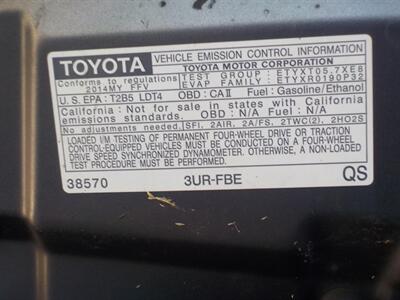 TOYOTA VEHICLE EMISSION CONTROL INFORMATION
TOYOTA MOTOR CORPORATION
Conforms to regulations TEST GROUP : ETYXT05.7XE8
2014MY FFV EVAP FAMILY : ETYXR0190P32
U.S. EPA : T2B5 LDT4 OBD : CA II Fuel : Gasoline/Ethanol
California: Not for sale in states with California
emissions standards. OBD : N/A Fuel : N/A
No adjustments needed. (SFI, 2AIR, 2A/FS, 2TWC(2), 2HO2S)
LOADED I/M TESTING OF PERMANENT FOUR-WHEEL DRIVE OR TRACTION
CONTROL-EQUIPPED VEHICLES MUST BE CONDUCTED ON A FOUR-WHEEL
DRIVE SPEED SYNCHRONIZED DYNAMOMETER. OTHERWISE, A NON-LOADED
TEST PROCEDURE MUST BE USED.
38570 3UR-FBE QS